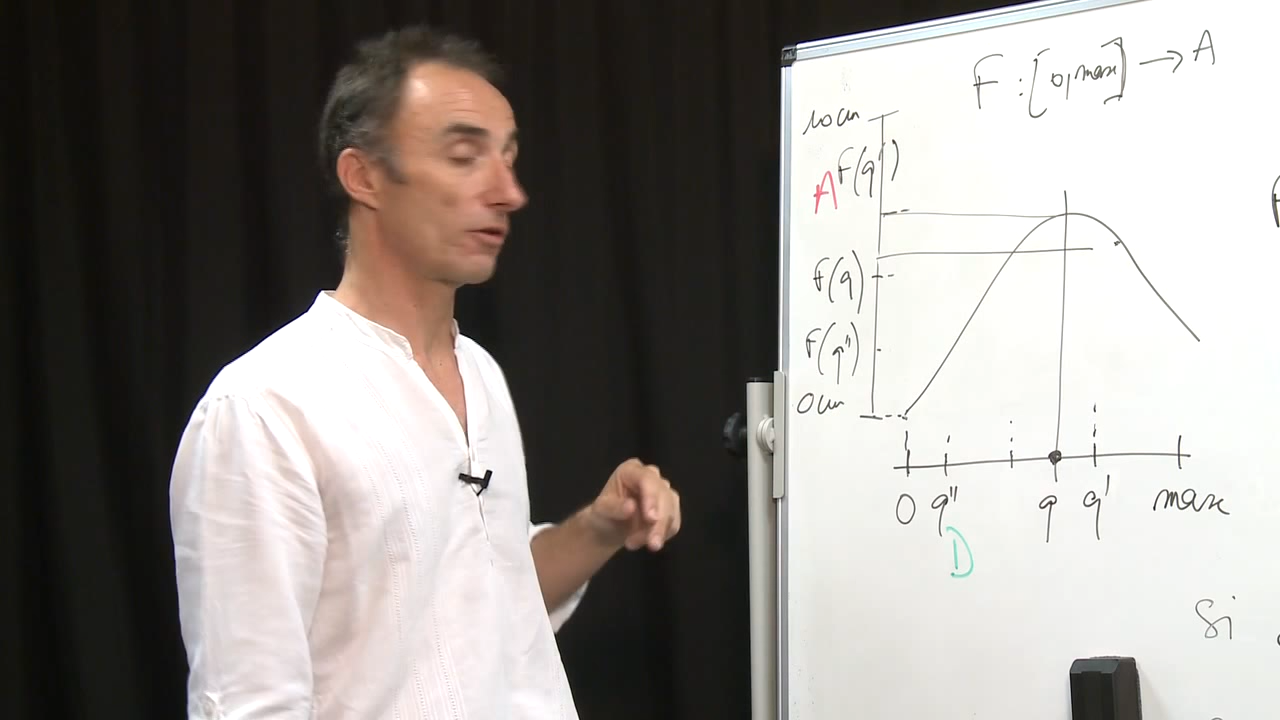 F : [0, max] → A
10 cm
F(q')
A
F(q)
F(q")
0 cm
0 q" q q' max
D
Si